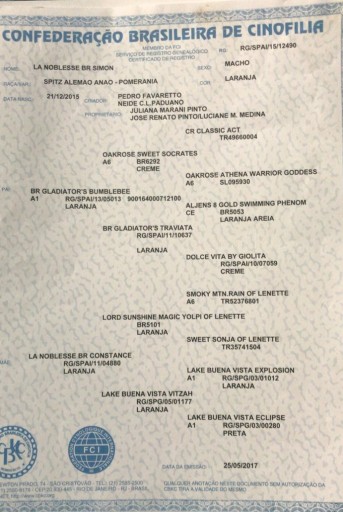 CONFEDERAÇÃO BRASILEIRA DE CINOFILIA
MEMBRO DA FCI
SERVIÇO DE REGISTRO GENEALÓGICO
CERTIFICADO DE REGISTRO
RG: RG/SPAI/15/12490
NOME: LA NOBLESSE BR SIMON SEXO: MACHO
RAÇA/VAR. SPITZ ALEMAO ANAO - POMERANIA COR: LARANJA
DATA NASC. 21/12/2015 CRIADOR: PEDRO FAVARETTO
NEIDE C.L.PADUANO
PROPRIETÁRIO: JULIANA MARANI PINTO
JOSE RENATO PINTO/LUCIANE M. MEDINA
CR CLASSIC ACT
TR49660004
OAKROSE SWEET SOCRATES
A6 BR6292
CREME
OAKROSE ATHENA WARRIOR GODDESS
A6 SL095930
PAI: BR GLADIATOR'S BUMBLEBEE
A1 RG/SPAI/13/05013 900164000712100
LARANJA
ALJENS 8 GOLD SWIMMING PHENOM
CE BR5053
LARANJA AREIA
BR GLADIATOR'S TRAVIATA
RG/SPAI/11/10637
LARANJA
DOLCE VITA BY GIOLITA
RG/SPAI/10/07059
CREME
SMOKY MTN.RAIN OF LENETTE
A6 TR52376801
LORD SUNSHINE MAGIC YOLPI OF LENETTE
BR5101
LARANJA
SWEET SONJA OF LENETTE
TR35741504
MÃE: LA NOBLESSE BR CONSTANCE
RG/SPAI/11/04880
LARANJA
LAKE BUENA VISTA EXPLOSION
A1 RG/SPG/03/01012
LARANJA
LAKE BUENA VISTA VITZAH
RG/SPG/05/01177
LARANJA
LAKE BUENA VISTA ECLIPSE
A1 RG/SPG/03/00280
PRETA
FCI
DATA DA EMISSÃO: 25/05/2017
QUALQUER ANOTAÇÃO NESTE DOCUMENTO SEM AUTORIZAÇÃO DA
CBKC TIRA A VALIDADE DO MESMO